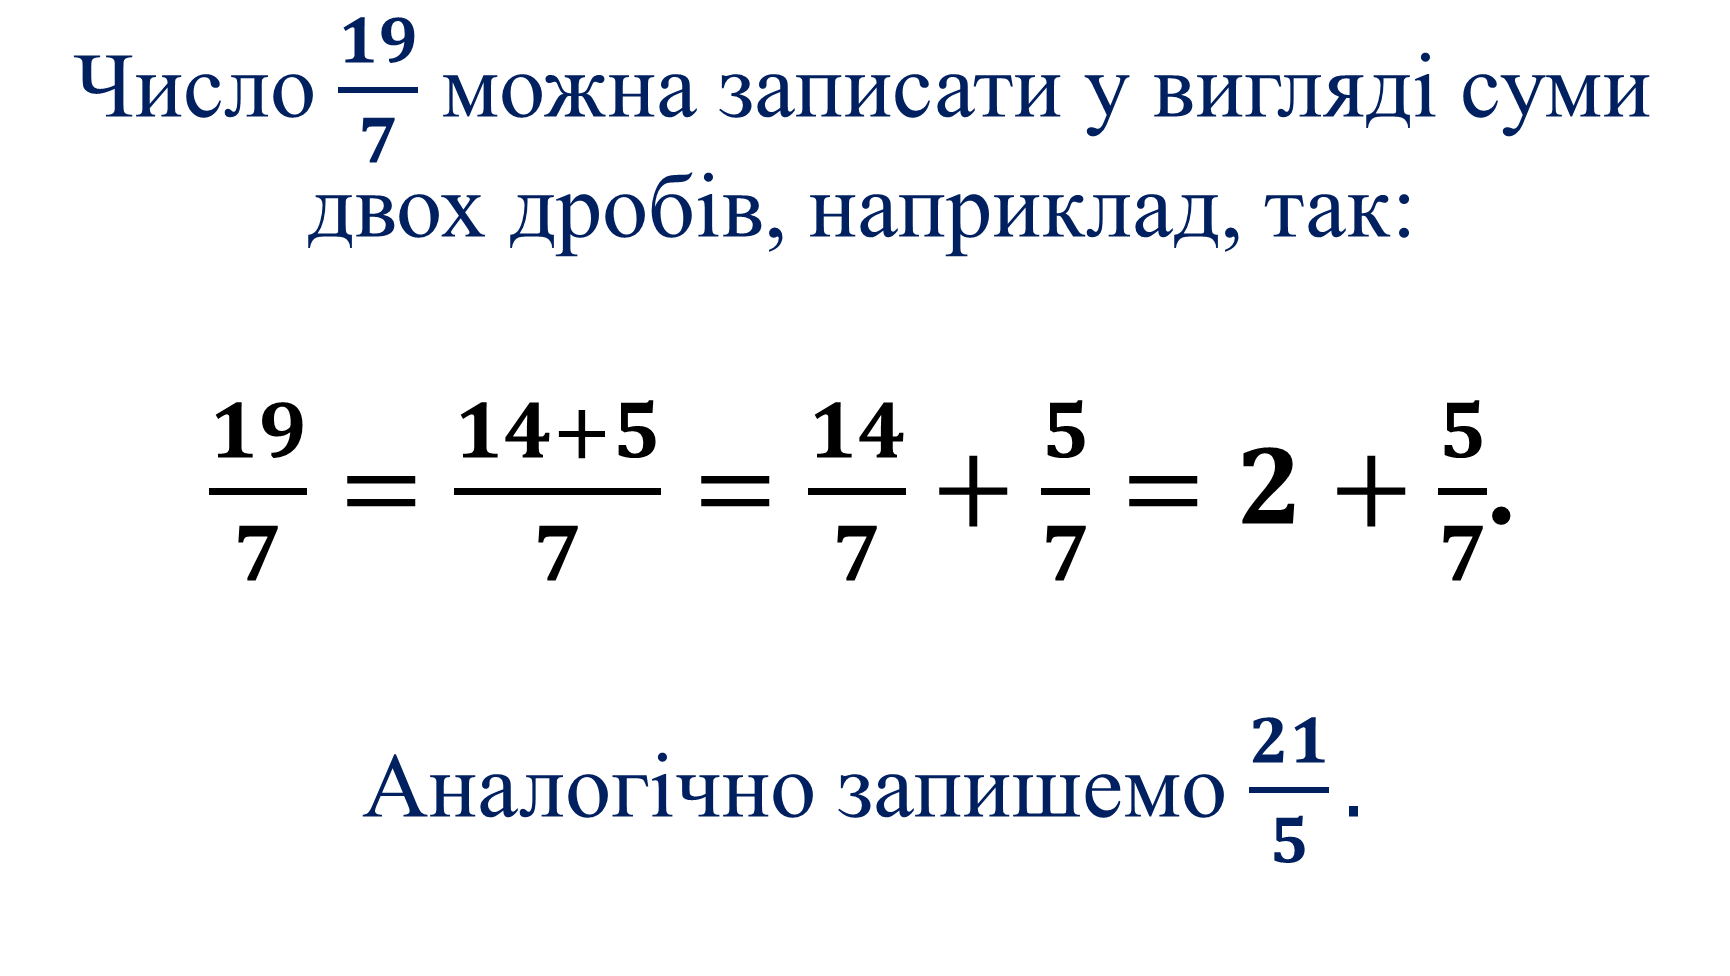 Число 19/7 можна записати у вигляді суми
двох дробів, наприклад, так:
19/7 = 14+5/7 = 14/7 + 5/7 = 2 + 5/7.
Аналогічно запишемо 21/5 .